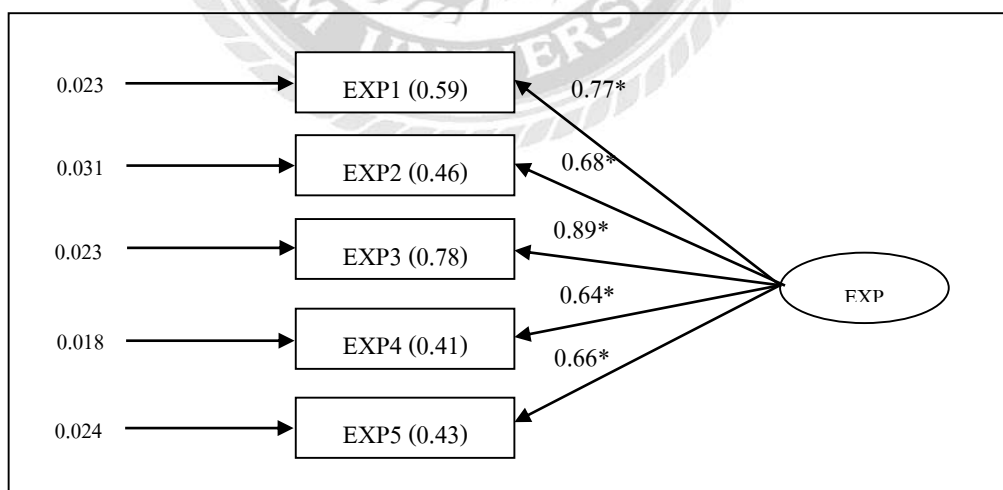 M UNIVERS
0.023 EXP1 (0.59) 0.77*
0.031 EXP2 (0.46) 0.68*
0.023 EXP3 (0.78) 0.89*
EXP
0.018 EXP4 (0.41) 0.64*
0.024 EXP5 (0.43) 0.66*